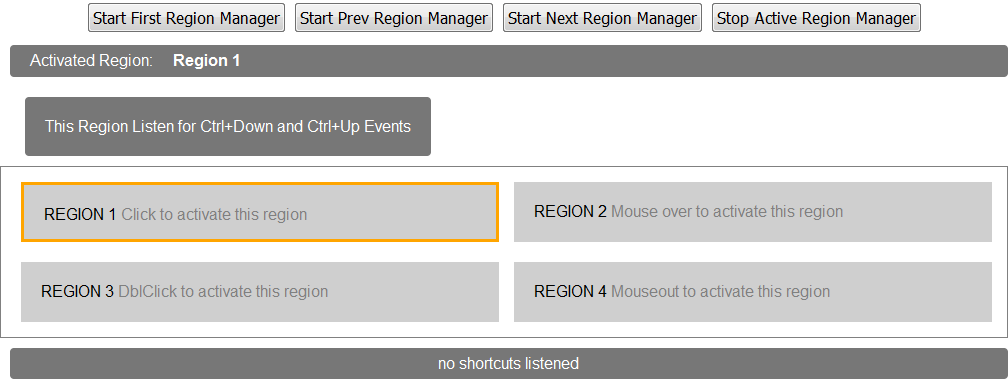 Start First Region Manager Start Prev Region Manager Start Next Region Manager Stop Active Region Manager
Activated Region: Region 1
This Region Listen for Ctrl+Down and Ctrl+Up Events
REGION 1 Click to activate this region
REGION 2 Mouse over to activate this region
REGION 3 DblClick to activate this region
REGION 4 Mouseout to activate this region
no shortcuts listened